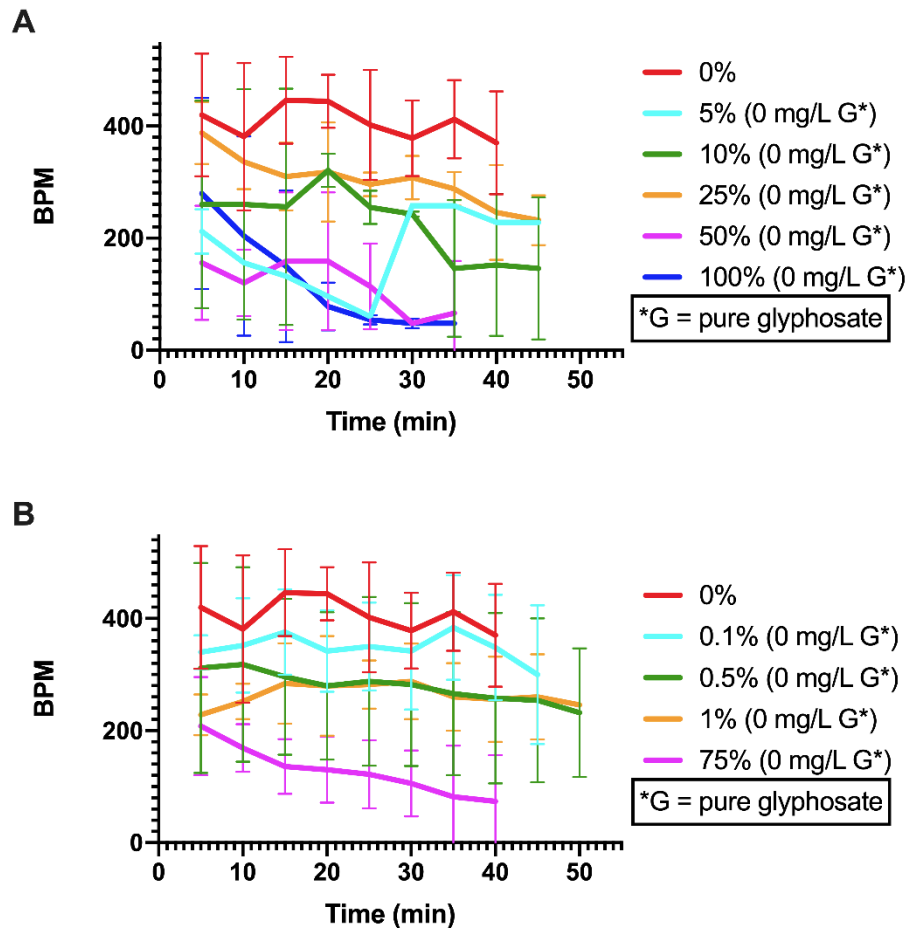 A
BPM
400
200
0
0
10
20
30
40
50
Time (min)
0%
5% (0 mg/L G*)
10% (0 mg/L G*)
25% (0 mg/L G*)
50% (0 mg/L G*)
100% (0 mg/L G*)
*G = pure glyphosate
B
BPM
400
200
0
0
10
20
30
40
50
Time (min)
0%
0.1% (0 mg/L G*)
0.5% (0 mg/L G*)
1% (0 mg/L G*)
75% (0 mg/L G*)
*G = pure glyphosate